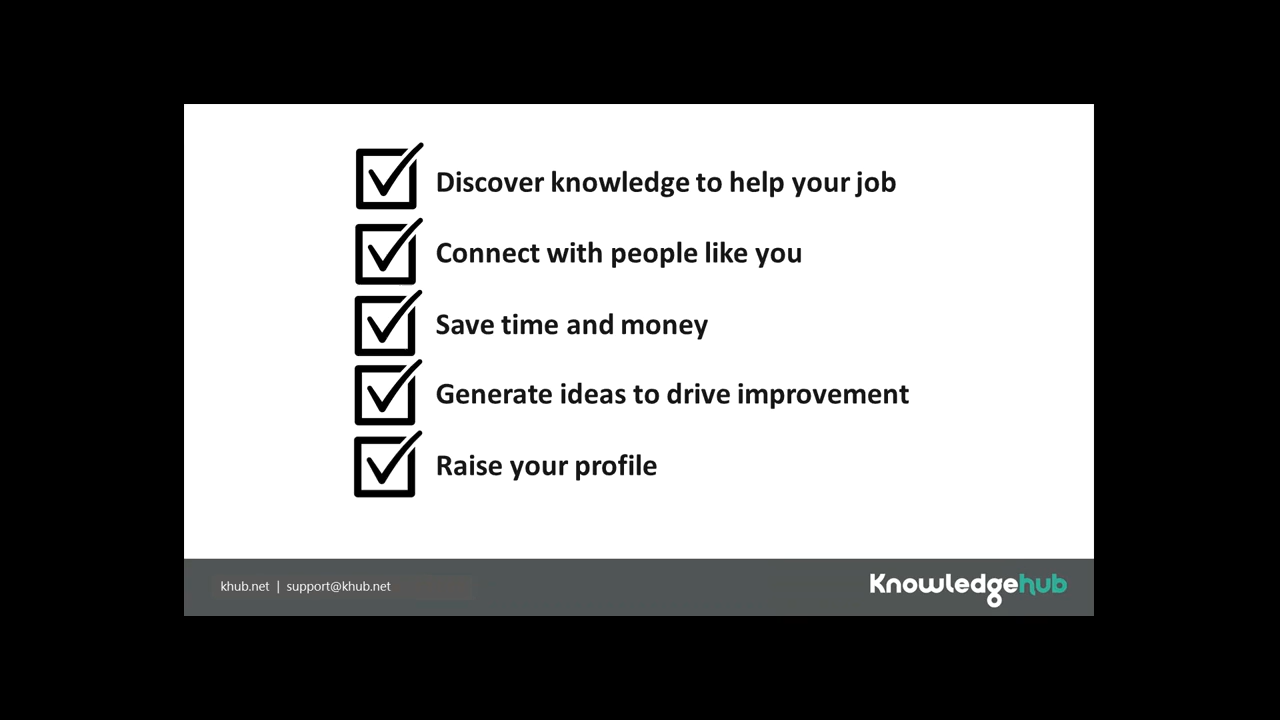 Discover knowledge to help your job
Connect with people like you
Save time and money
Generate ideas to drive improvement
Raise your profile
khub.net | support@khub.net
Knowledgehub